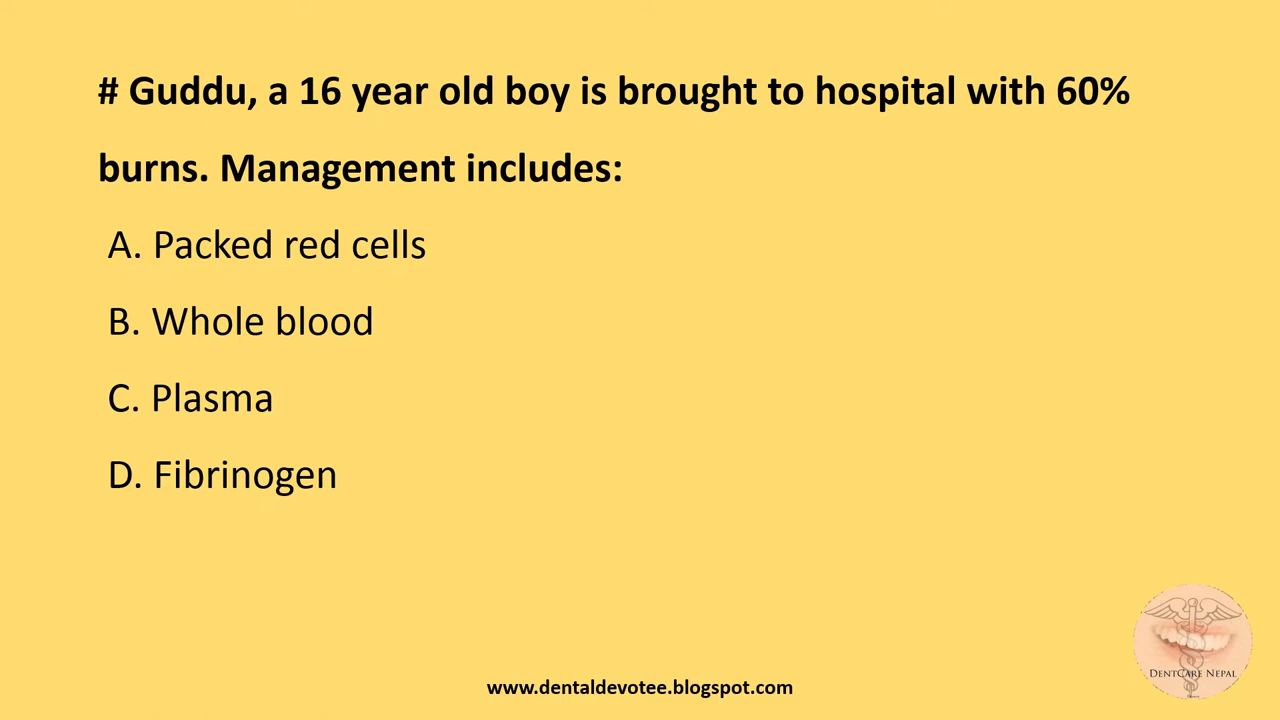 # Guddu, a 16 year old boy is brought to hospital with 60%
burns. Management includes:
A. Packed red cells
B. Whole blood
C. Plasma
D. Fibrinogen
DENTCARE NEPAL
www.dentaldevotee.blogspot.com